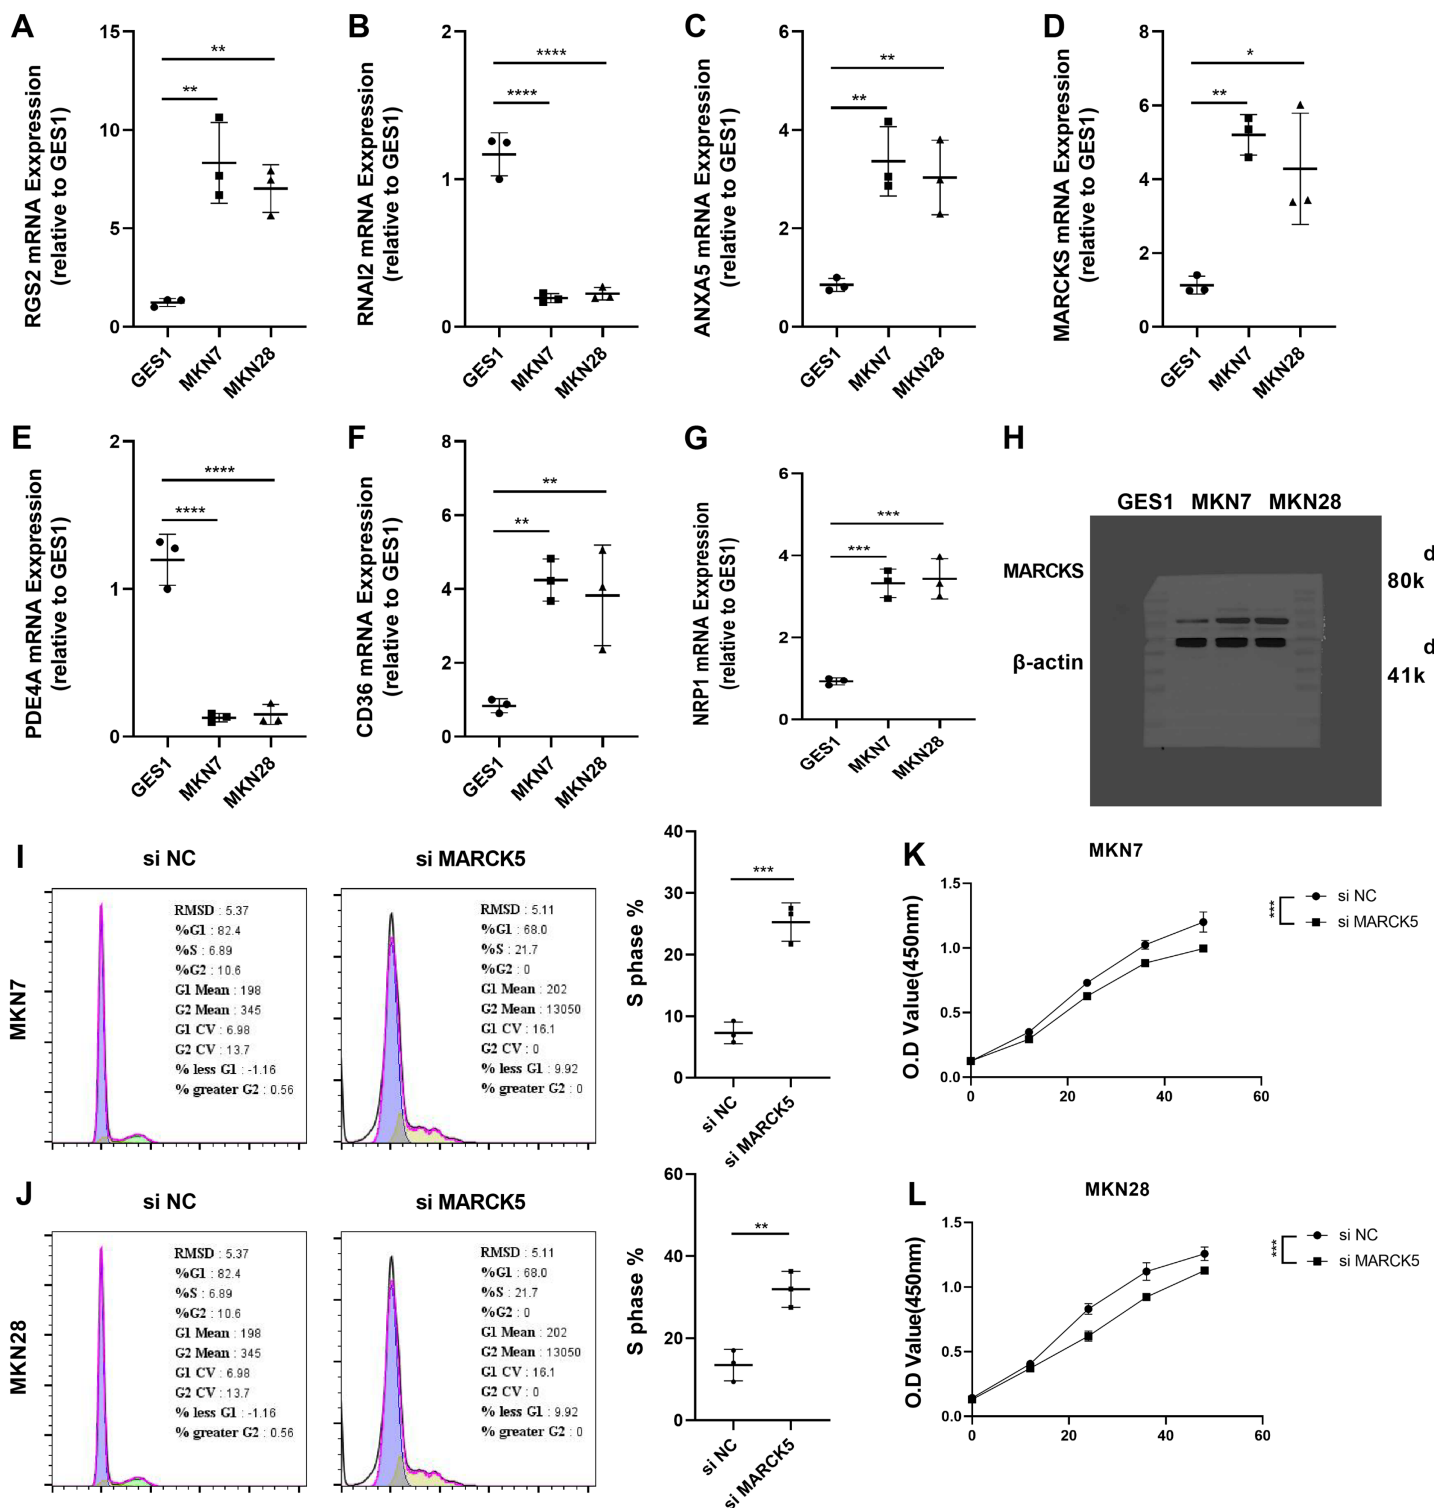 A
RGS2 mRNA Exxpression
(relative to GES1)
15
10
5
0
**
**
GES1
MKN7
MKN28
B
RNAI2 mRNA Exxpression
(relative to GES1)
2
1
0
****
****
GES1
MKN7
MKN28
C
ANXA5 mRNA Exxpression
(relative to GES1)
6
4
2
0
**
**
GES1
MKN7
MKN28
D
MARCKS mRNA Exxpression
(relative to GES1)
8
6
4
2
0
*
**
GES1
MKN7
MKN28
E
PDE4A mRNA Exxpression
(relative to GES1)
2
1
0
****
****
GES1
MKN7
MKN28
F
CD36 mRNA Exxpression
(relative to GES1)
8
6
4
2
0
**
**
GES1
MKN7
MKN28
G
NRP1 mRNA Exxpression
(relative to GES1)
6
4
2
0
***
***
GES1
MKN7
MKN28
H
GES1 MKN7 MKN28
MARCKS
d
80k
β-actin
d
41k
I
MKN7
si NC
RMSD : 5.37
%G1 : 82.4
%S : 6.89
%G2 : 10.6
G1 Mean : 198
G2 Mean : 345
G1 CV : 6.98
G2 CV : 13.7
% less G1 : -1.16
% greater G2 : 0.56
si MARCK5
RMSD : 5.11
%G1 : 68.0
%S : 21.7
%G2 : 0
G1 Mean : 202
G2 Mean : 13050
G1 CV : 16.1
G2 CV : 0
% less G1 : 9.92
% greater G2 : 0
S phase %
40
30
20
10
0
***
si NC
si MARCK5
K
MKN7
O.D Value(450nm)
1.5
1.0
0.5
0.0
0
20
40
60
***
si NC
si MARCK5
J
MKN28
si NC
RMSD : 5.37
%G1 : 82.4
%S : 6.89
%G2 : 10.6
G1 Mean : 198
G2 Mean : 345
G1 CV : 6.98
G2 CV : 13.7
% less G1 : -1.16
% greater G2 : 0.56
si MARCK5
RMSD : 5.11
%G1 : 68.0
%S : 21.7
%G2 : 0
G1 Mean : 202
G2 Mean : 13050
G1 CV : 16.1
G2 CV : 0
% less G1 : 9.92
% greater G2 : 0
S phase %
60
40
20
0
**
si NC
si MARCK5
L
MKN28
O.D Value(450nm)
1.5
1.0
0.5
0.0
0
20
40
60
***
si NC
si MARCK5